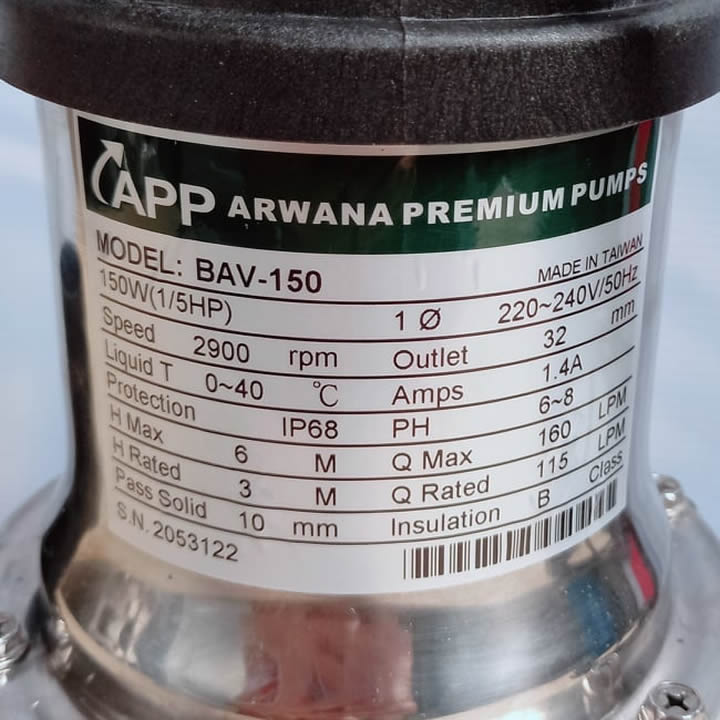 APP ARWANA PREMIUM PUMPS
MODEL: BAV-150 MADE IN TAIWAN
150W(1/5HP) 1 Ø 220~240V/50Hz
Speed 2900 rpm Outlet 32 mm
Liquid T 0~40 ℃ Amps 1.4A
Protection IP68 PH 6~8
H Max 6 M Q Max 160 LPM
H Rated 3 M Q Rated 115 LPM
Pass Solid 10 mm Insulation B Class
S.N. 2053122